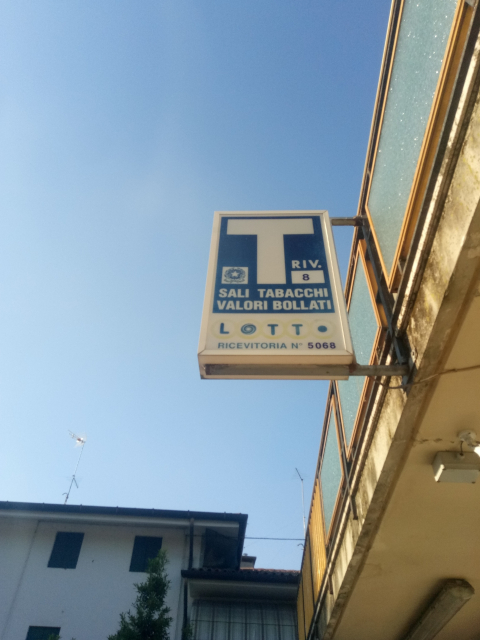 T
RIV.
8
SALI TABACCHI
VALORI BOLLATI
LOTTO
RICEVITORIA N° 5068